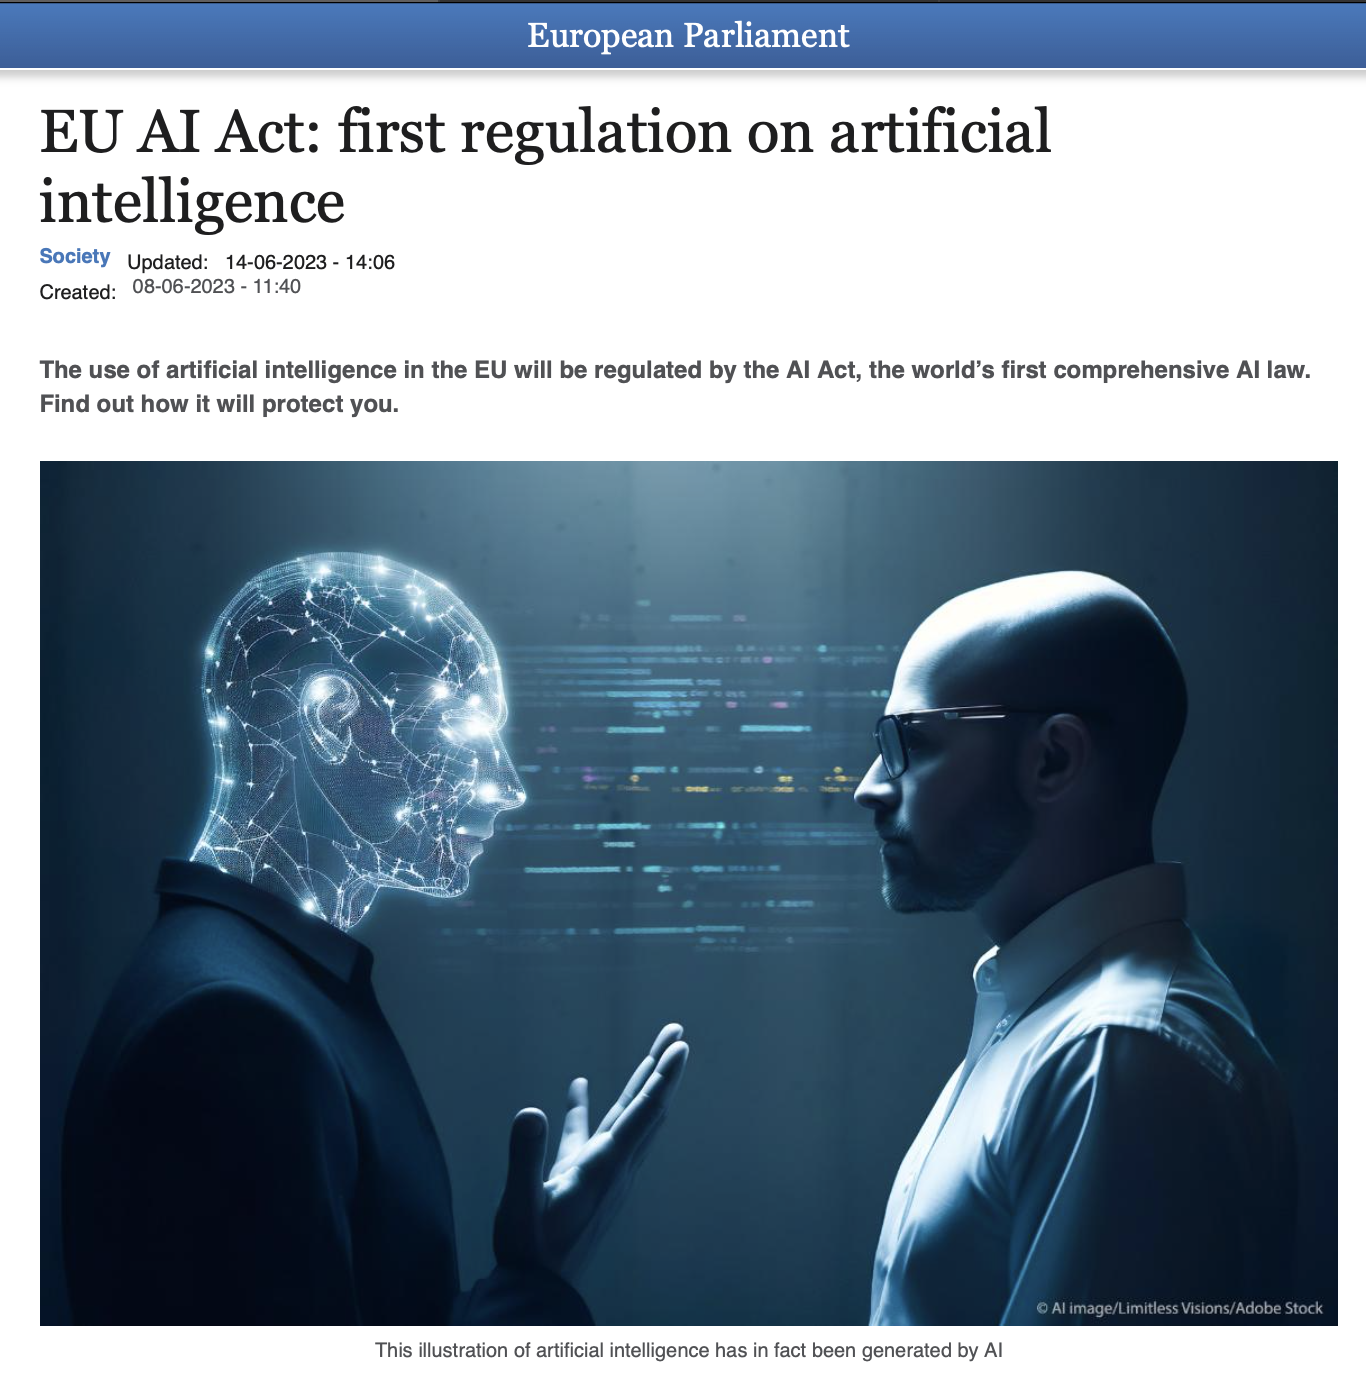 European Parliament
EU AI Act: first regulation on artificial
intelligence
Society Updated: 14-06-2023 - 14:06
Created: 08-06-2023 - 11:40
The use of artificial intelligence in the EU will be regulated by the AI Act, the world’s first comprehensive AI law.
Find out how it will protect you.
© AI image/Limitless Visions/Adobe Stock
This illustration of artificial intelligence has in fact been generated by AI